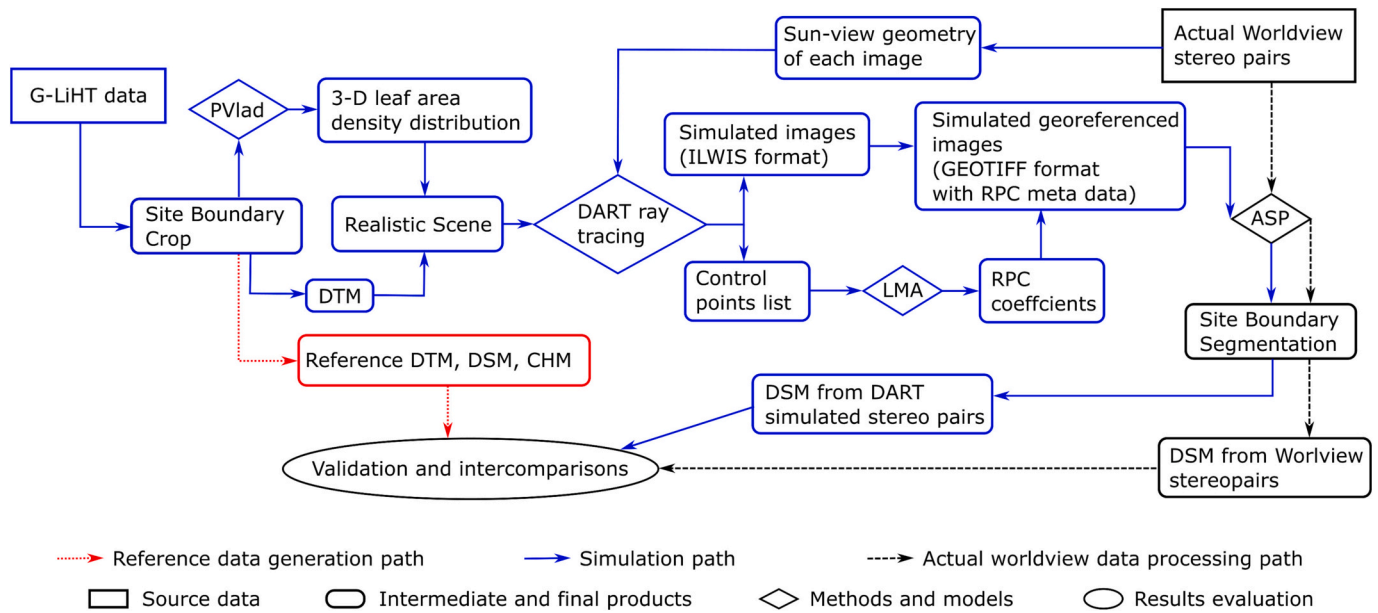 Sun-view geometry
of each image
Actual Worldview
stereo pairs
G-LiHT data
PVlad
3-D leaf area
density distribution
Simulated images
(ILWIS format)
Simulated georeferenced
images
(GEOTIFF format
with RPC meta data)
Site Boundary
Crop
Realistic Scene
DART ray
tracing
ASP
DTM
Control
points list
LMA
RPC
coeffcients
Site Boundary
Segmentation
Reference DTM, DSM, CHM
DSM from DART
simulated stereo pairs
Validation and intercomparisons
DSM from Worlview
stereopairs
Reference data generation path
Simulation path
Actual worldview data processing path
Source data
Intermediate and final products
Methods and models
Results evaluation